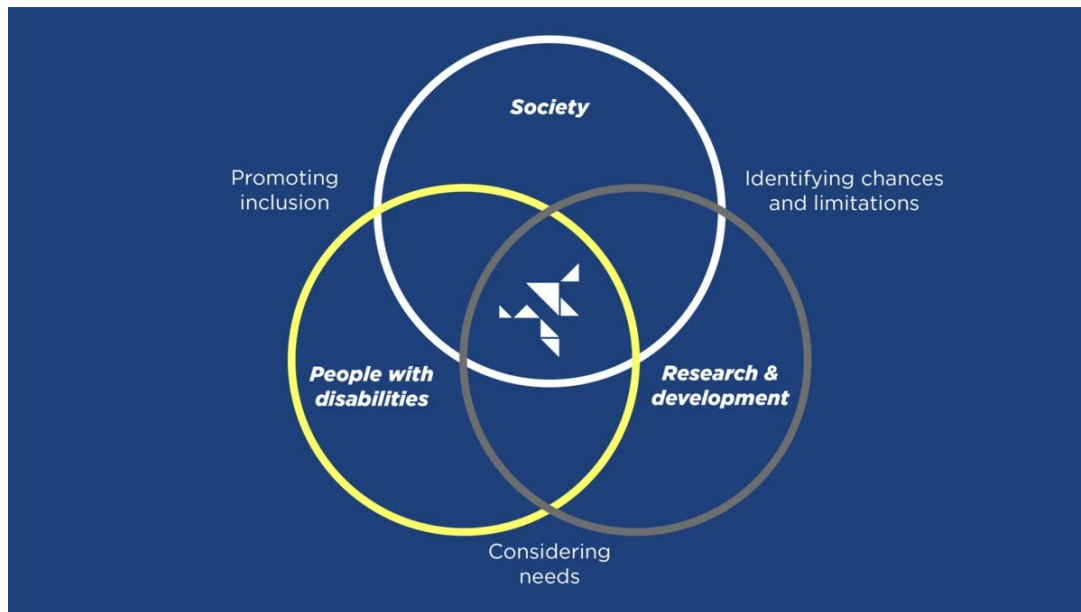 Society
Promoting
inclusion
Identifying chances
and limitations
People with
disabilities
Research &
development
Considering
needs